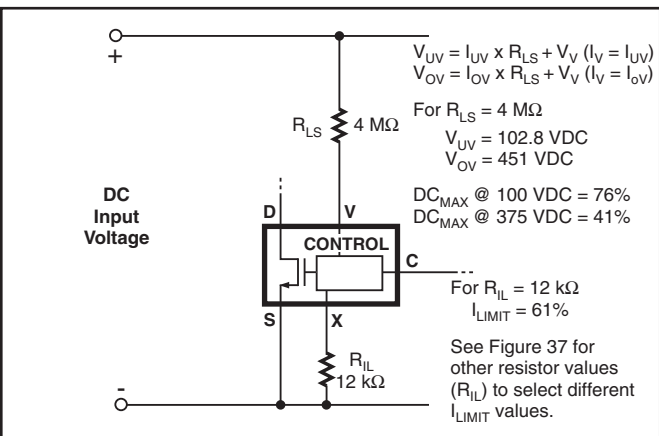 +
R_LS
4 MΩ
DC
Input
Voltage
D
V
CONTROL
C
S
X
R_IL
12 kΩ
-
V_UV = I_UV x R_LS + V_V (I_V = I_UV)
V_OV = I_OV x R_LS + V_V (I_V = I_oV)
For R_LS = 4 MΩ
V_UV = 102.8 VDC
V_OV = 451 VDC
DC_MAX @ 100 VDC = 76%
DC_MAX @ 375 VDC = 41%
For R_IL = 12 kΩ
I_LIMIT = 61%
See Figure 37 for
other resistor values
(R_IL) to select different
I_LIMIT values.